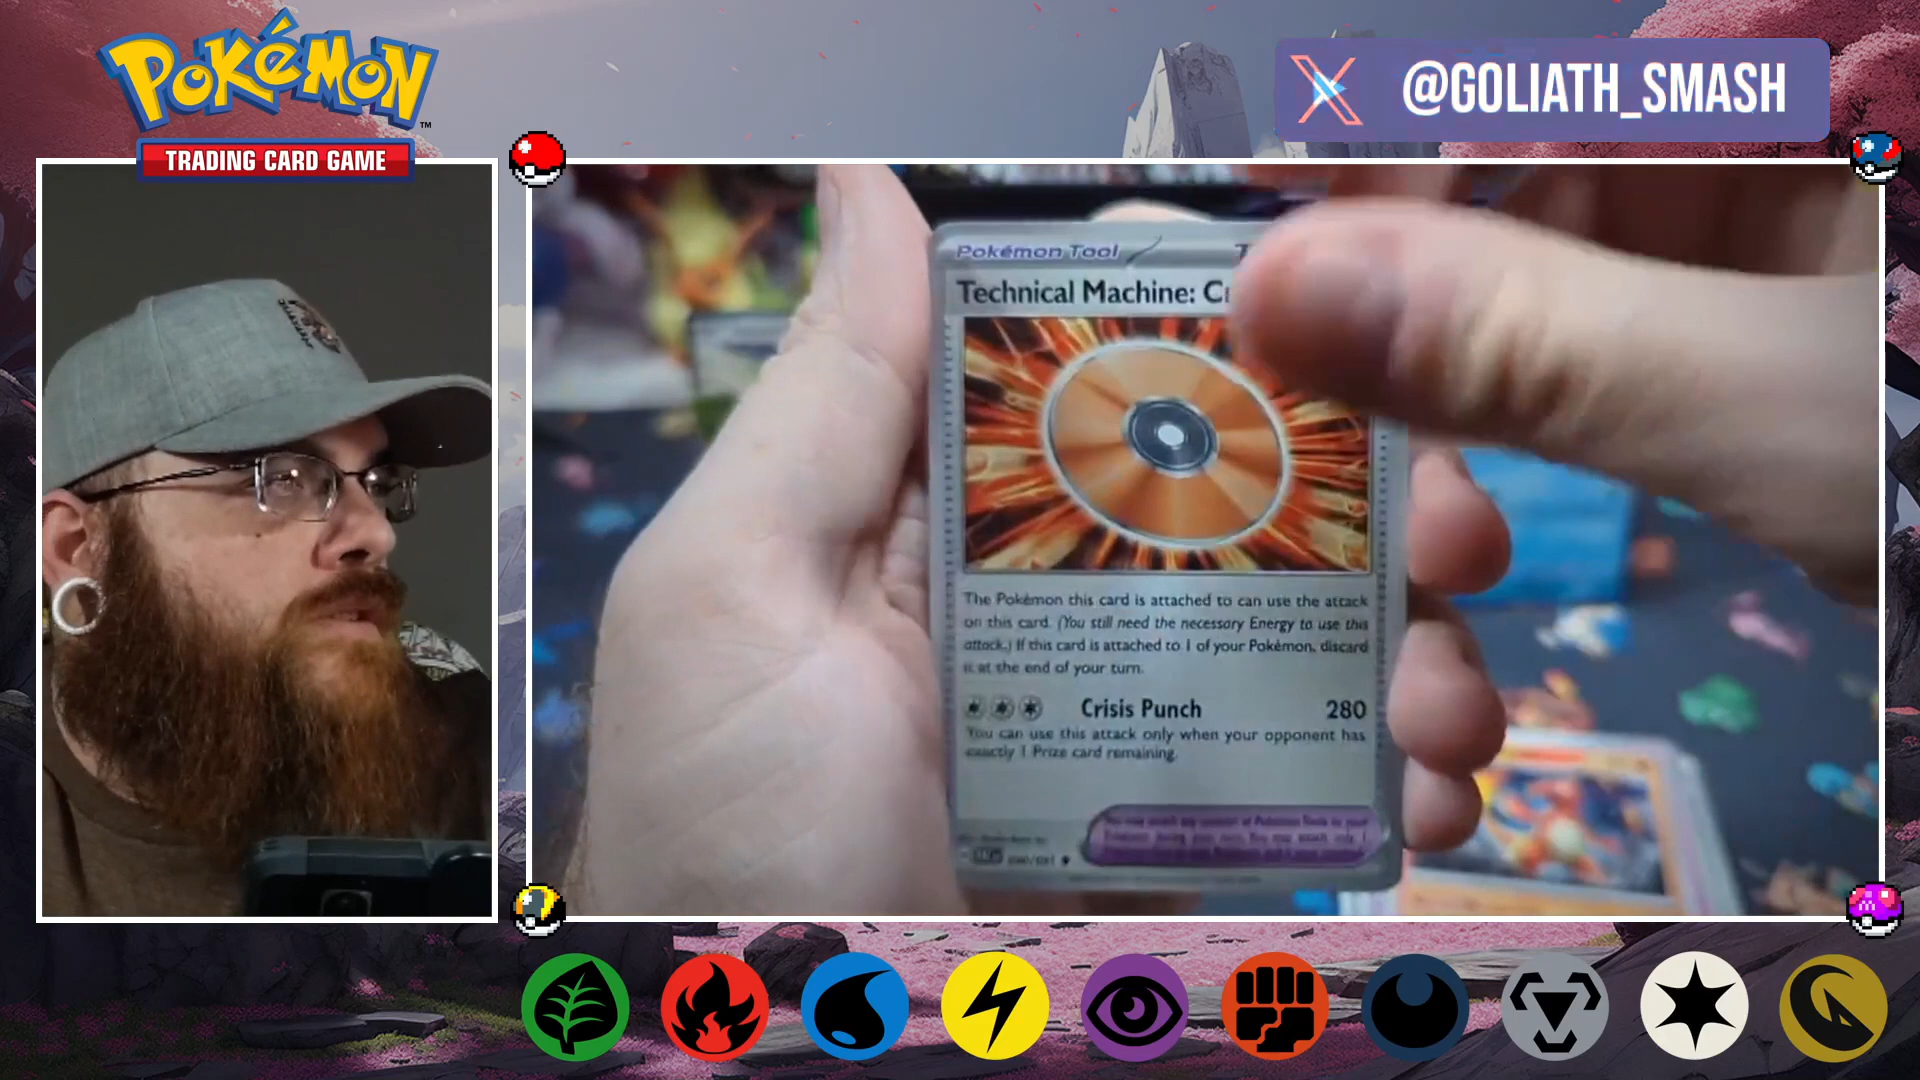 POKÉMON
TM
TRADING CARD GAME
@GOLIATH_SMASH
Pokémon Tool
Technical Machine:
The Pokémon this card is attached to can use the attack
on this card. (You still need the necessary Energy to use this
attack.) If this card is attached to 1 of your Pokémon, discard
it at the end of your turn.
Crisis Punch 280
You can use this attack only when your opponent has
exactly 1 Prize card remaining.